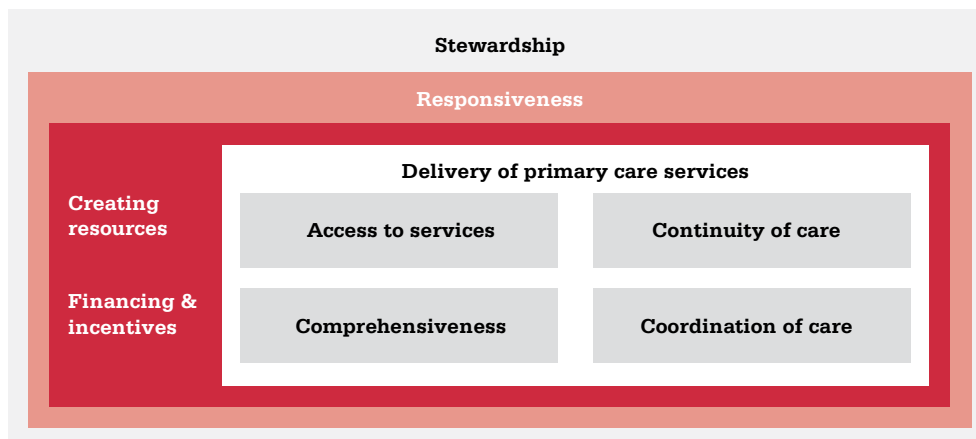 Stewardship
Responsiveness
Creating
resources
Financing &
incentives
Delivery of primary care services
Access to services
Continuity of care
Comprehensiveness
Coordination of care